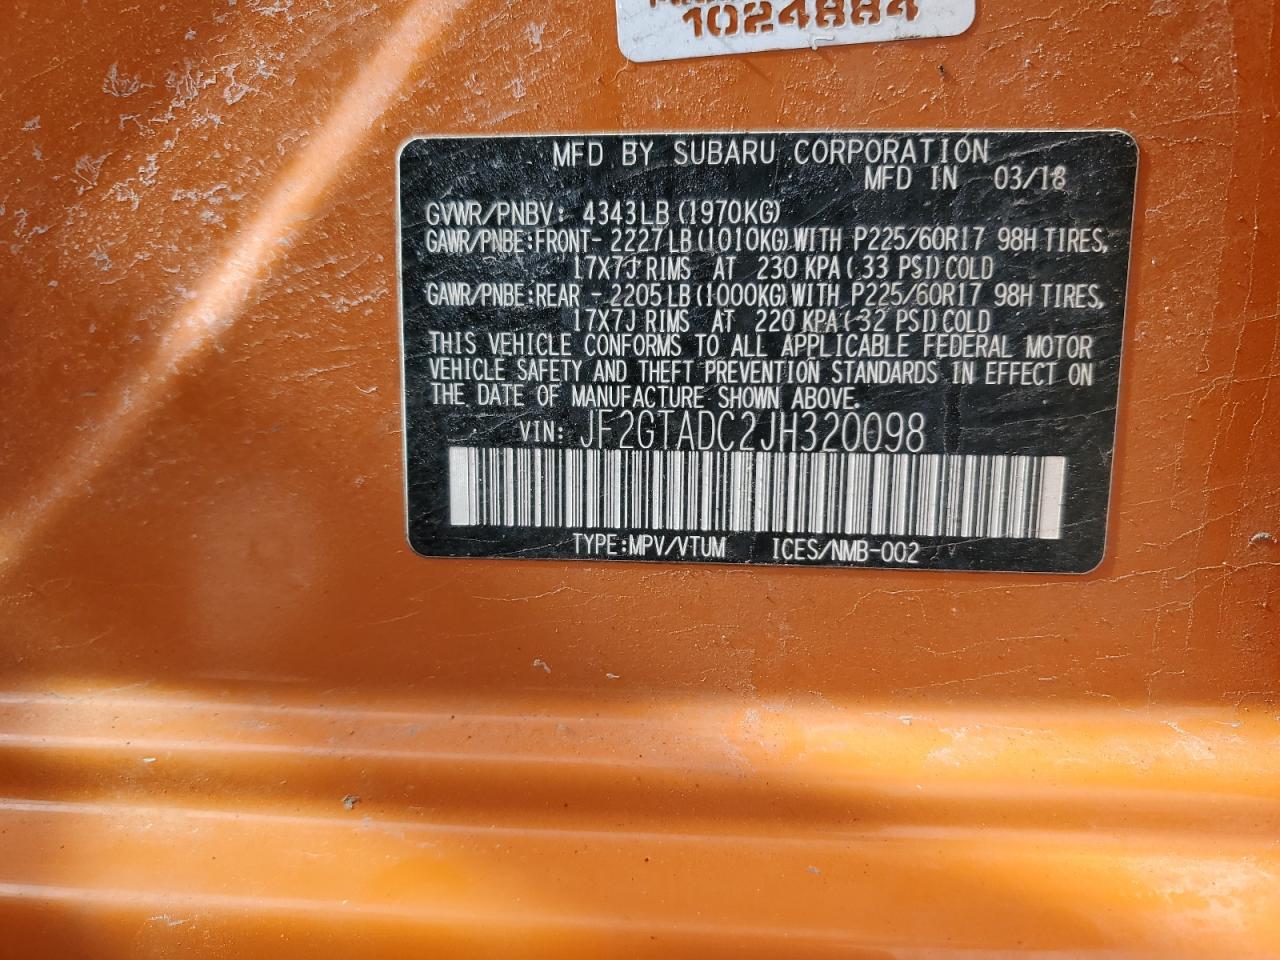 1024884
MFD BY SUBARU CORPORATION
MFD IN 03/18
GVWR/PNBV: 4343LB (1970KG)
GAWR/PNBE:FRONT- 2227LB(1010KG)WITH P225/60R17 98H TIRES,
17X7J RIMS AT 230 KPA( 33 PSI)COLD
GAWR/PNBE:REAR - 2205LB(1000KG)WITH P225/60R17 98H TIRES,
17X7J RIMS AT 220 KPA( 32 PSI)COLD
THIS VEHICLE CONFORMS TO ALL APPLICABLE FEDERAL MOTOR
VEHICLE SAFETY AND THEFT PREVENTION STANDARDS IN EFFECT ON
THE DATE OF MANUFACTURE SHOWN ABOVE.
VIN: JF2GTADC2JH320098
TYPE:MPV/VTUM ICES/NMB-002